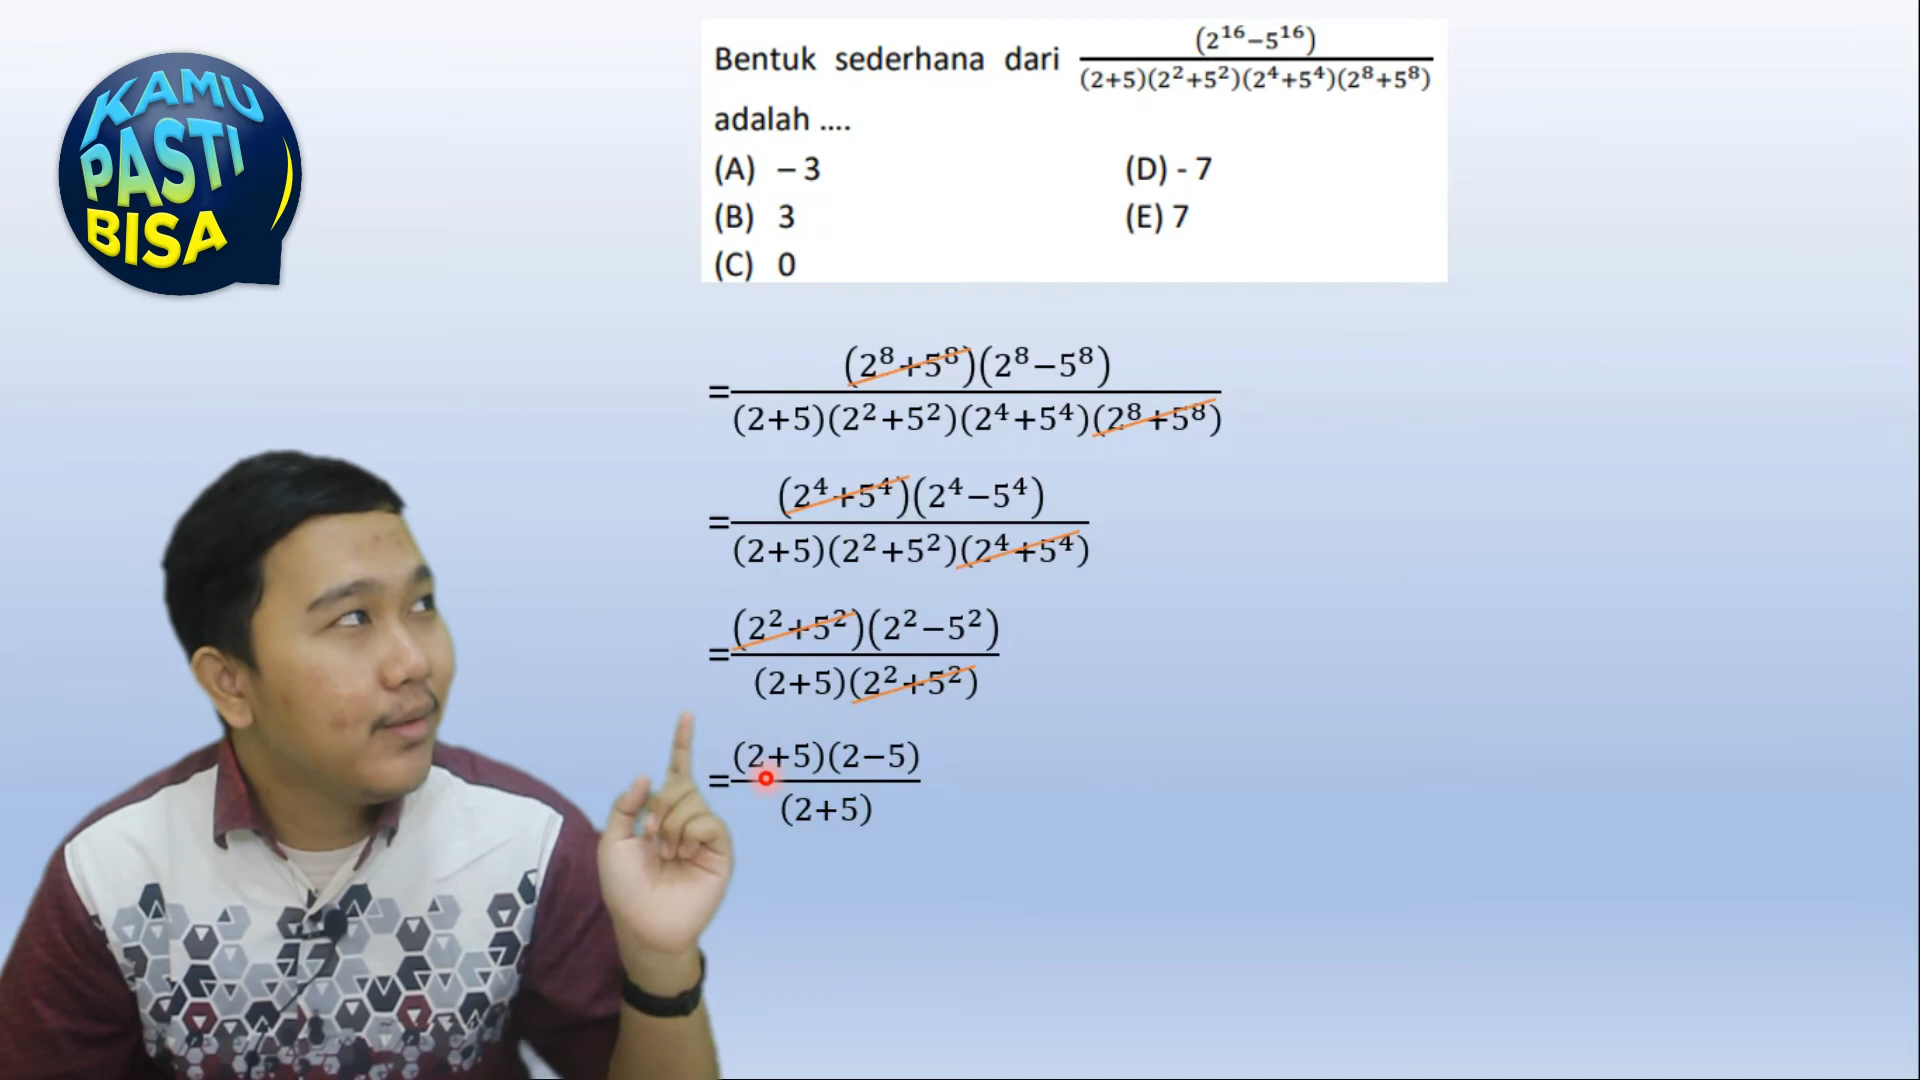 KAMU
PASTI
BISA
Bentuk sederhana dari (2¹⁶−5¹⁶)/((2+5)(2²+5²)(2⁴+5⁴)(2⁸+5⁸))
adalah ....
(A) – 3 (D) - 7
(B) 3 (E) 7
(C) 0
=(2⁸+5⁸)(2⁸−5⁸)/((2+5)(2²+5²)(2⁴+5⁴)(2⁸+5⁸))
=(2⁴+5⁴)(2⁴−5⁴)/((2+5)(2²+5²)(2⁴+5⁴))
=(2²+5²)(2²−5²)/((2+5)(2²+5²))
=(2+5)(2−5)/(2+5)